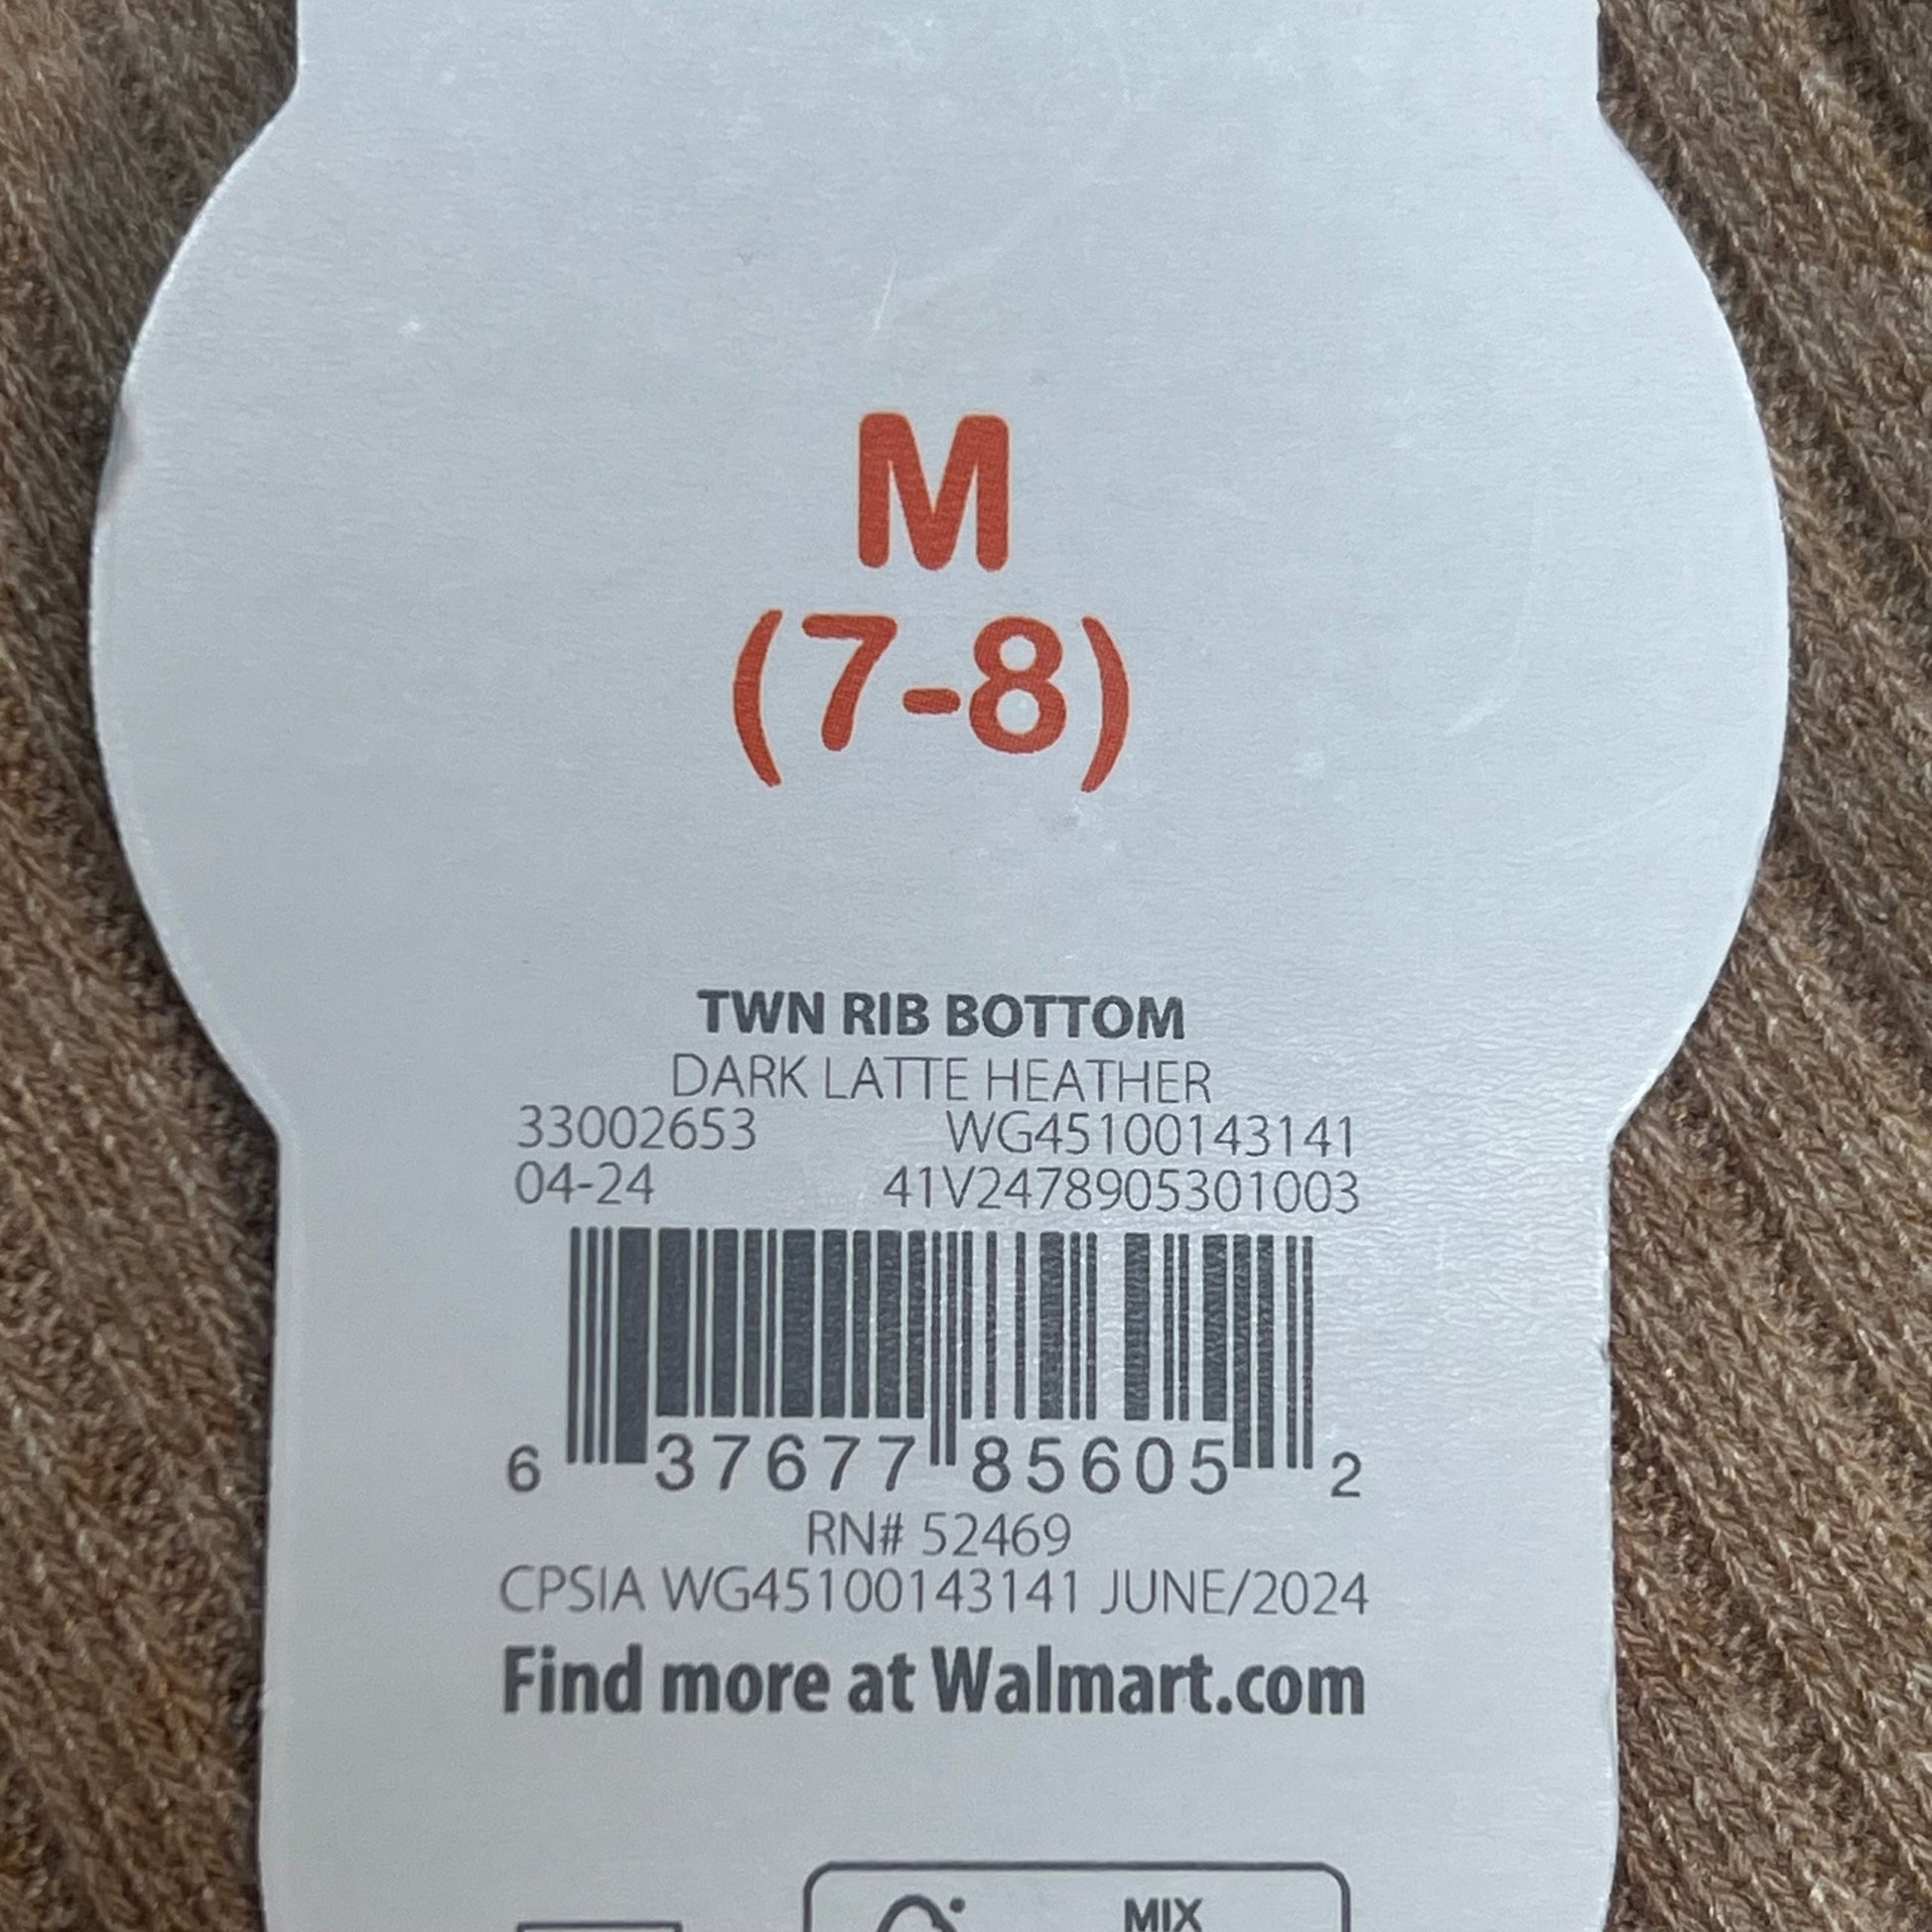 M
(7-8)
TWN RIB BOTTOM
DARK LATTE HEATHER
33002653 WG45100143141
04-24 41V2478905301003
6 37677 85605 2
RN# 52469
CPSIA WG45100143141 JUNE/2024
Find more at Walmart.com
MIX